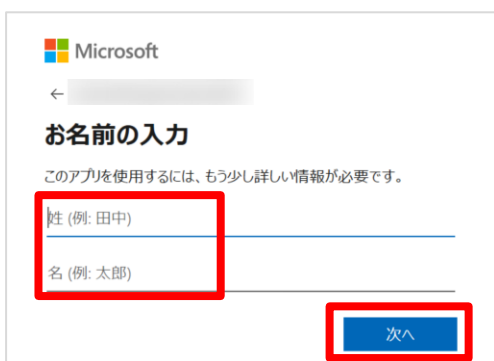 Microsoft
お名前の入力
このアプリを使用するには、もう少し詳しい情報が必要です。
姓 (例: 田中)
名 (例: 太郎)
次へ